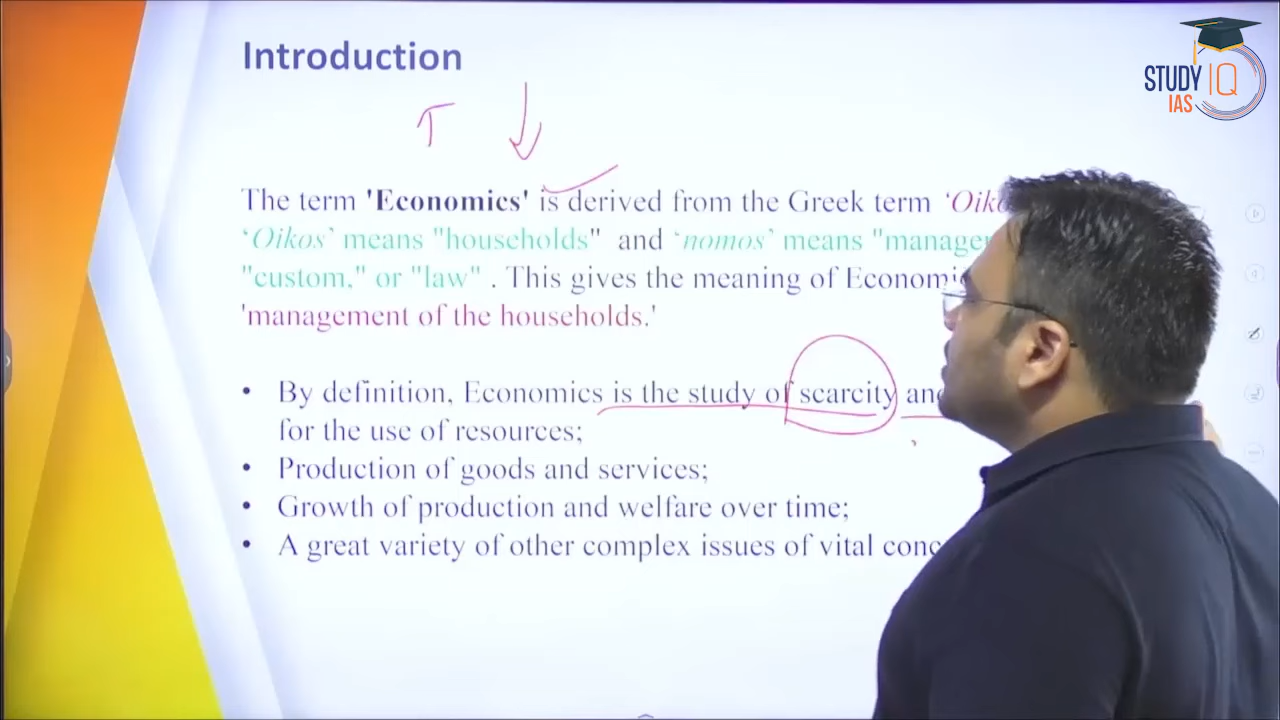 Introduction
STUDY IQ
IAS
T
The term 'Economics' is derived from the Greek term ‘Oiko
‘Oikos’ means "households" and ‘nomos’ means "manage
"custom," or "law" . This gives the meaning of Economic
'management of the households.'
• By definition, Economics is the study of scarcity and
for the use of resources;
• Production of goods and services;
• Growth of production and welfare over time;
• A great variety of other complex issues of vital conc